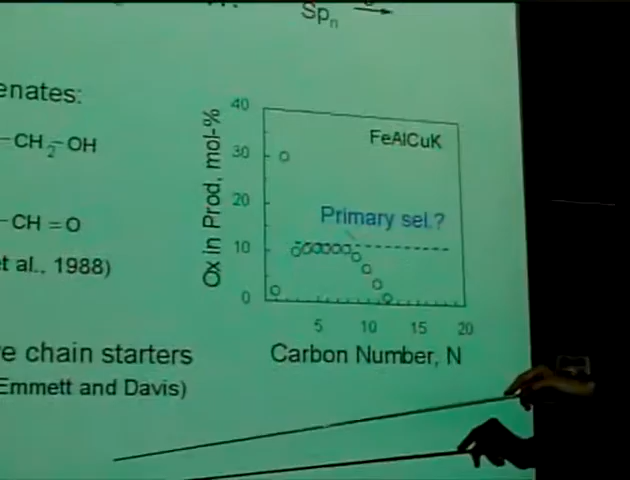 Sp n
enates:
-CH2-OH
-CH=O
t al., 1988)
e chain starters
Emmett and Davis)
Ox in Prod, mol-%
40
30
20
10
0
FeAlCuK
Primary sel.?
5 10 15 20
Carbon Number, N